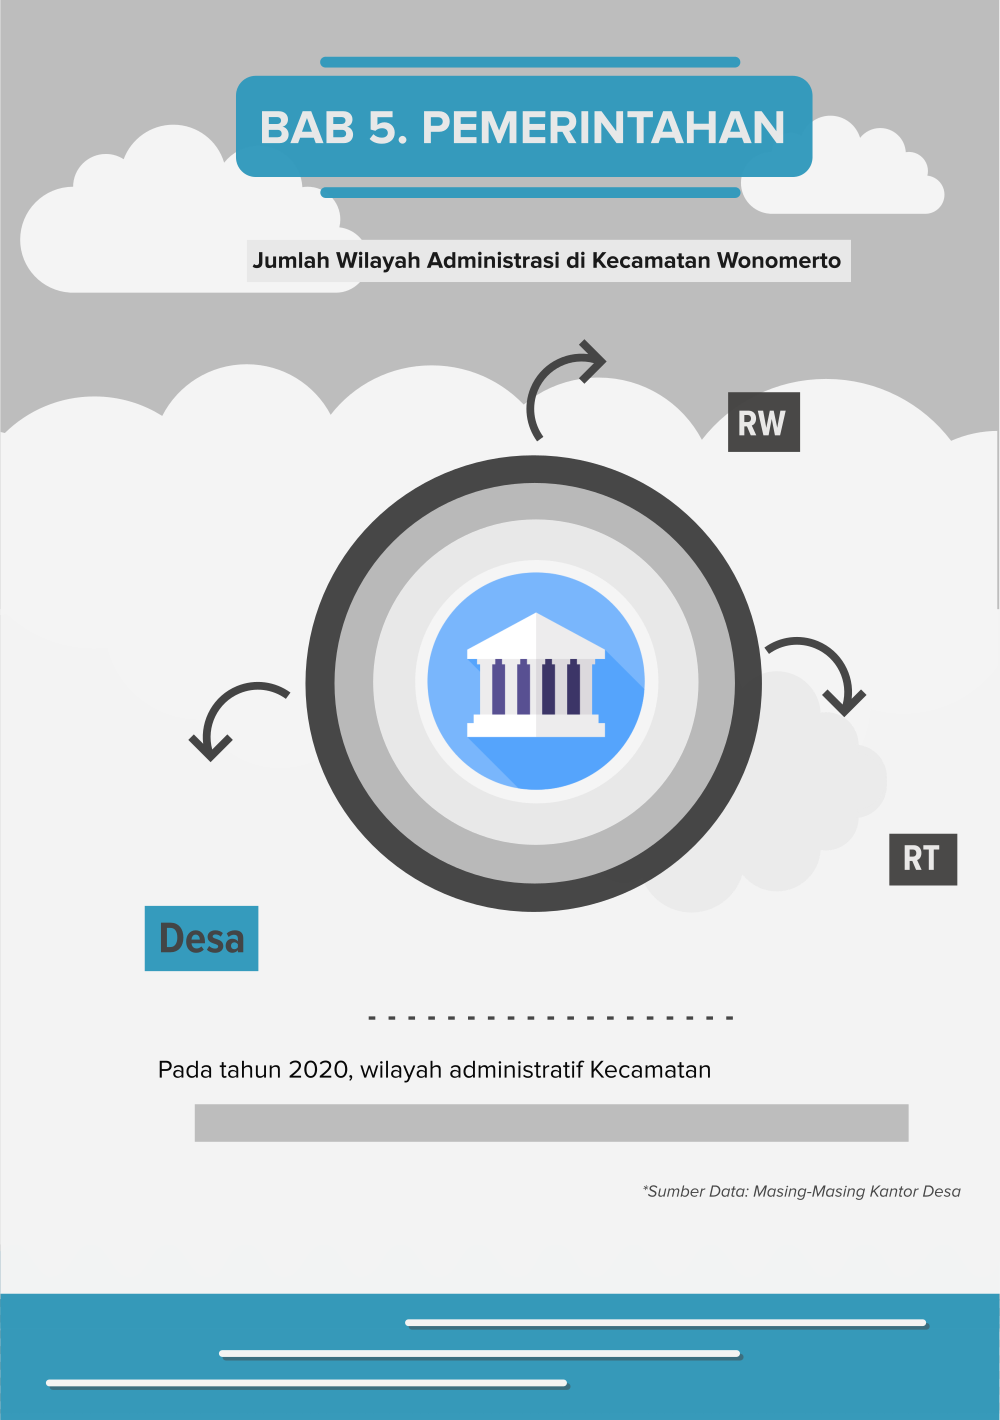 BAB 5. PEMERINTAHAN
Jumlah Wilayah Administrasi di Kecamatan Wonomerto
RW
RT
Desa
Pada tahun 2020, wilayah administratif Kecamatan
*Sumber Data: Masing-Masing Kantor Desa